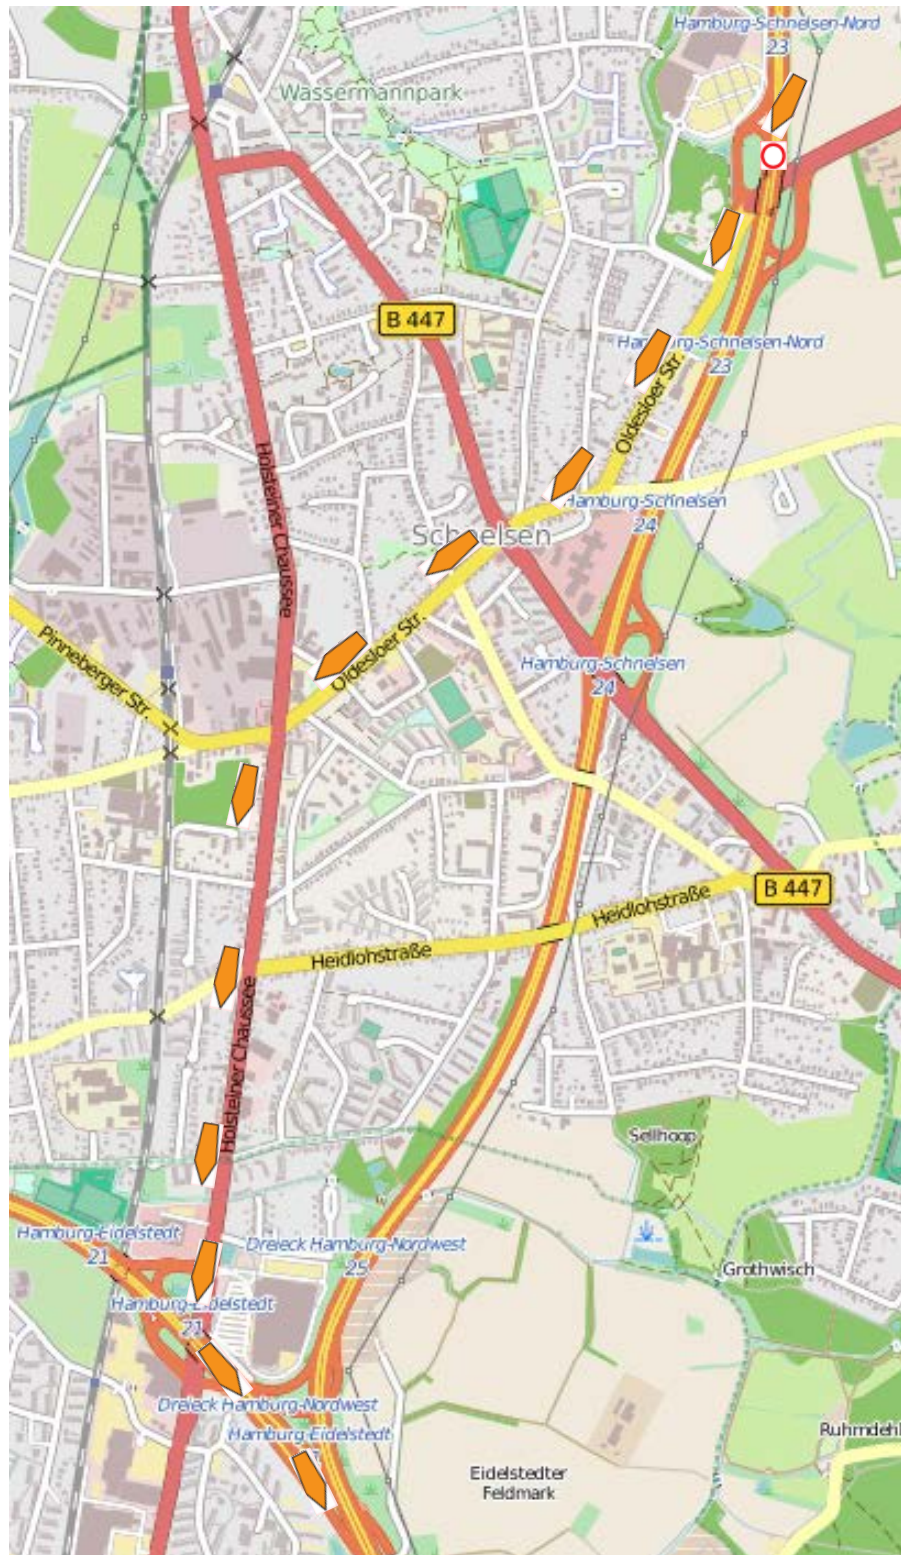 Hamburg-Schnelsen-Nord
23
Wassermannpark
B 447
Hamburg-Schnelsen-Nord
23
Oldesloer Str.
Holsteiner Chaussee
Hamburg-Schnelsen
24
Schnelsen
Pinneberger Str.
Oldesloer Str.
Hamburg-Schnelsen
24
B 447
Heidlohstraße
Heidlohstraße
Holsteiner Chaussee
Sellhoop
Hamburg-Eidelstedt
21
Dreieck Hamburg-Nordwest
25
Grothwisch
Hamburg-Eidelstedt
21
Dreieck Hamburg-Nordwest
Hamburg-Eidelstedt
Ruhmdehl
Eidelstedter
Feldmark